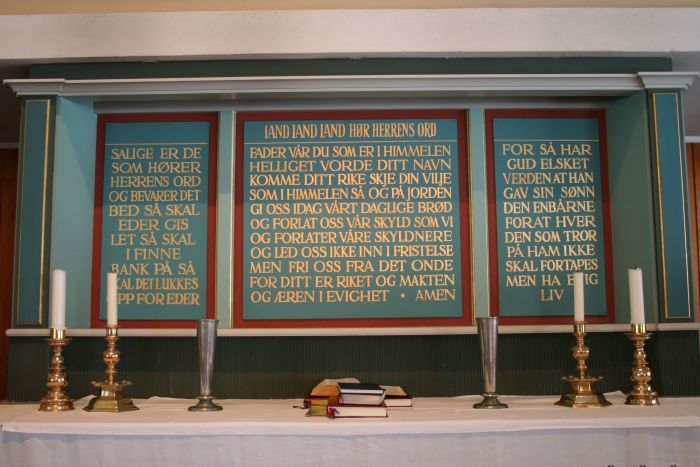 SALIGE ER DE
SOM HØRER
HERRENS ORD
OG BEVARER DET
BED SÅ SKAL
EDER GIS
LET SÅ SKAL
I FINNE
BANK PÅ SÅ
SKAL DET LUKKES
OPP FOR EDER
LAND LAND LAND HØR HERRENS ORD
FADER VÅR DU SOM ER I HIMMELEN
HELLIGET VORDE DITT NAVN
KOMME DITT RIKE SKJE DIN VILJE
SOM I HIMMELEN SÅ OG PÅ JORDEN
GI OSS IDAG VÅRT DAGLIGE BRØD
OG FORLAT OSS VÅR SKYLD SOM VI
OG FORLATER VÅRE SKYLDNERE
OG LED OSS IKKE INN I FRISTELSE
MEN FRI OSS FRA DET ONDE
FOR DITT ER RIKET OG MAKTEN
OG ÆREN I EVIGHET · AMEN
FOR SÅ HAR
GUD ELSKET
VERDEN AT HAN
GAV SIN SØNN
DEN ENBÅRNE
FORAT HVER
DEN SOM TROR
PÅ HAM IKKE
SKAL FORTAPES
MEN HA EVIG
LIV